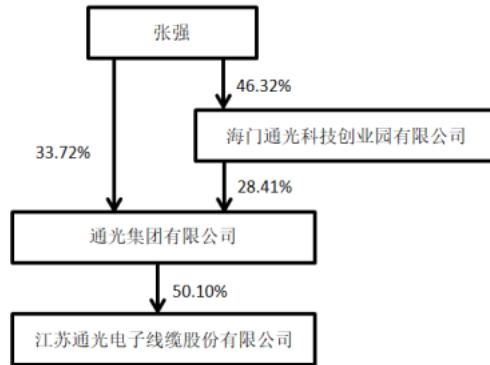 张强
46.32%
海门通光科技创业园有限公司
33.72%
28.41%
通光集团有限公司
50.10%
江苏通光电子线缆股份有限公司